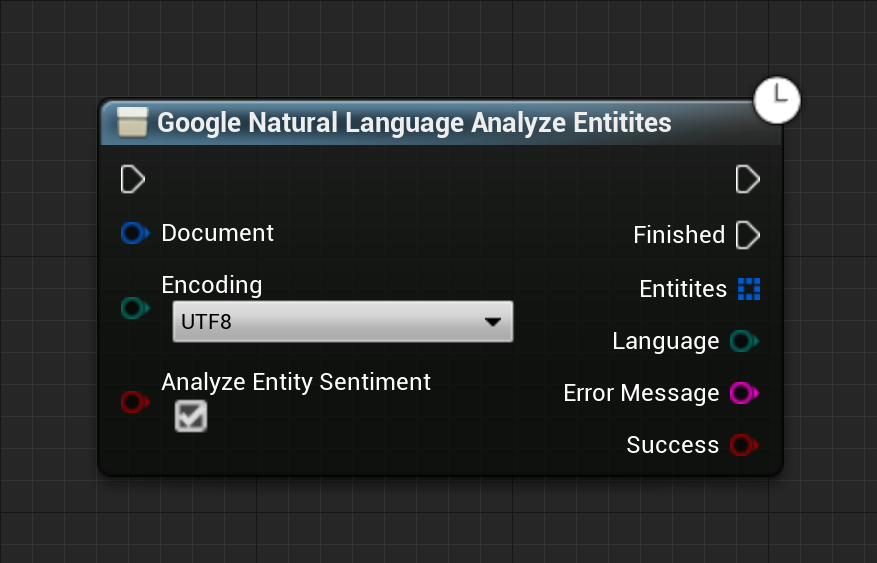 Google Natural Language Analyze Entitites
Document
Encoding
UTF8
Analyze Entity Sentiment
Finished
Entitites
Language
Error Message
Success